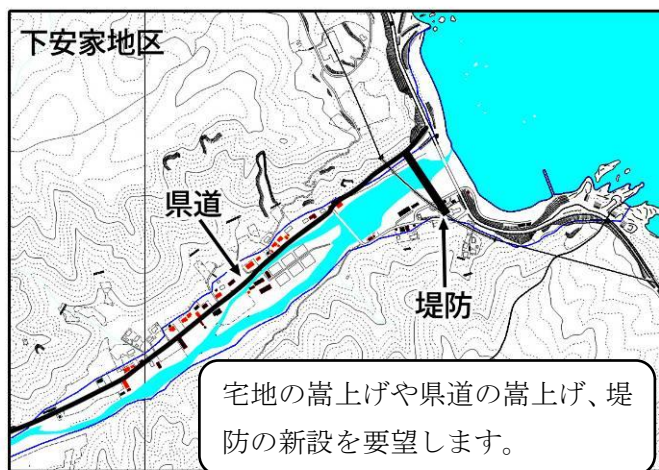 下安家地区
県道
堤防
宅地の嵩上げや県道の嵩上げ、堤
防の新設を要望します。